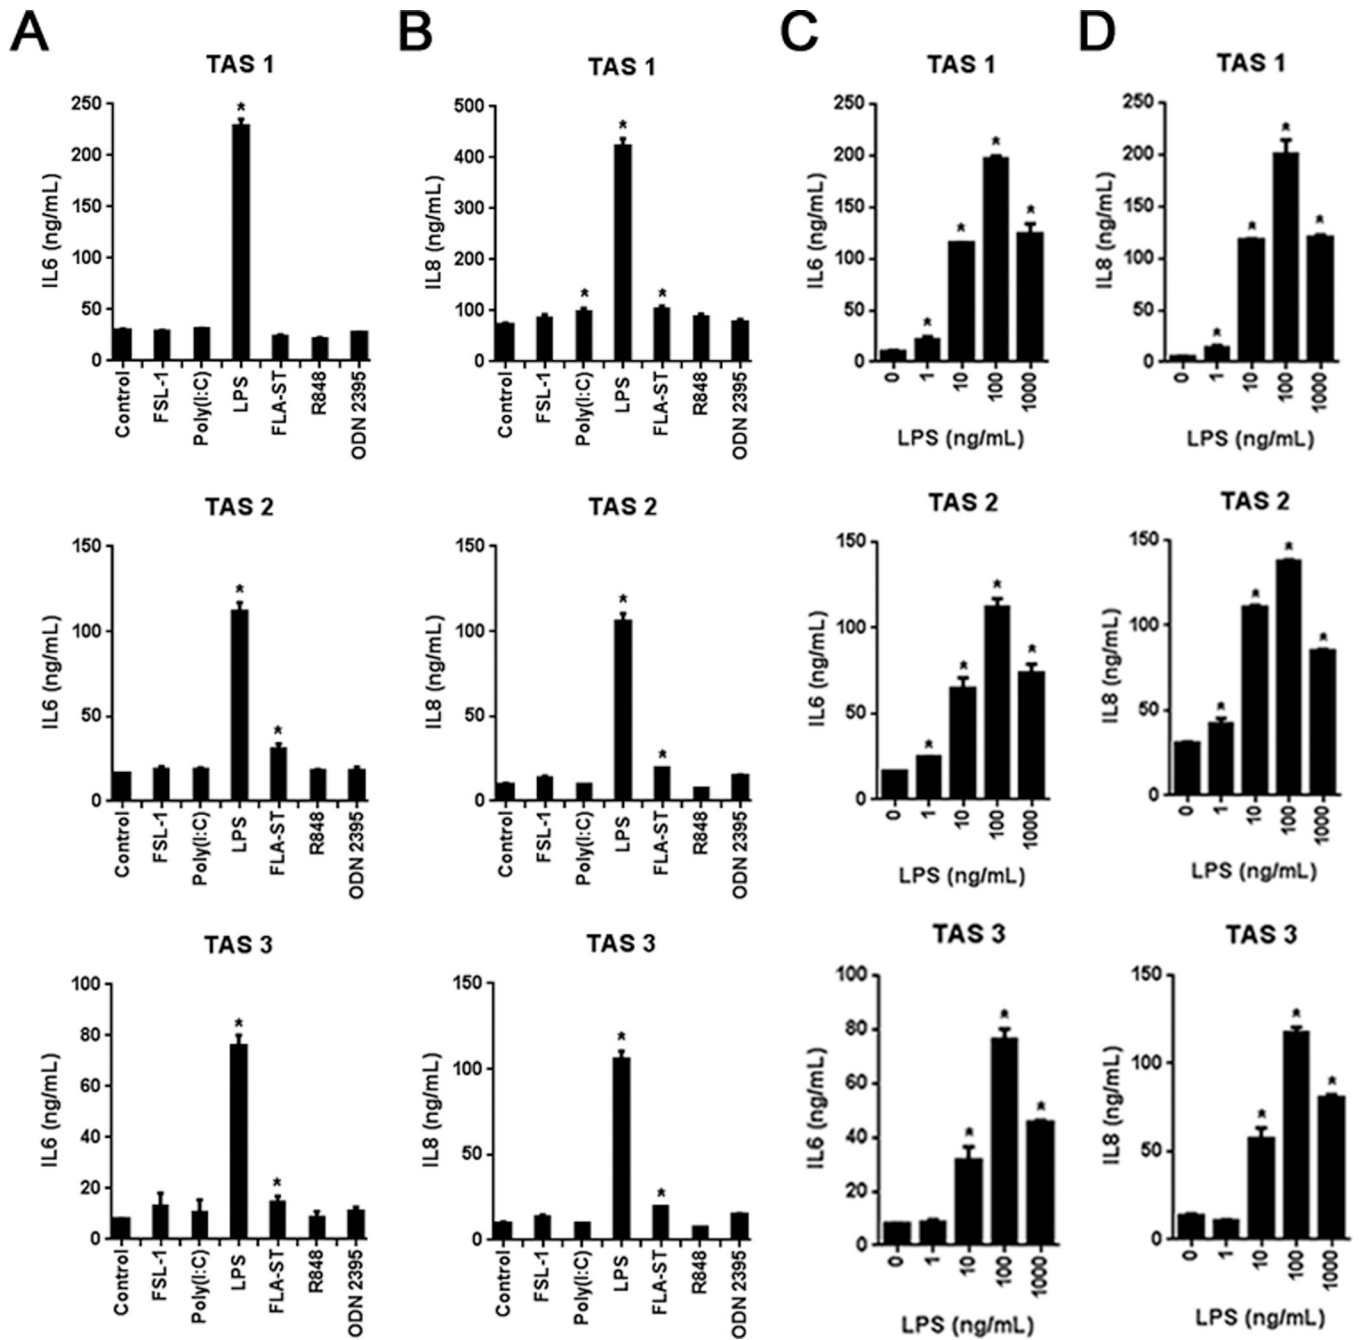 A
B
C
D
TAS 1
250
200
150
100
50
0
IL6 (ng/mL)
*
Control
FSL-1
Poly(I:C)
LPS
FLA-ST
R848
ODN 2395
TAS 1
500
400
300
200
100
0
IL8 (ng/mL)
* * *
Control
FSL-1
Poly(I:C)
LPS
FLA-ST
R848
ODN 2395
TAS 1
250
200
150
100
50
0
IL6 (ng/mL)
* * * *
0
1
10
100
1000
LPS (ng/mL)
TAS 1
250
200
150
100
50
0
IL8 (ng/mL)
* * * *
0
1
10
100
1000
LPS (ng/mL)
TAS 2
150
100
50
0
IL6 (ng/mL)
* *
Control
FSL-1
Poly(I:C)
LPS
FLA-ST
R848
ODN 2395
TAS 2
150
100
50
0
IL8 (ng/mL)
* *
Control
FSL-1
Poly(I:C)
LPS
FLA-ST
R848
ODN 2395
TAS 2
150
100
50
0
IL6 (ng/mL)
* * * *
0
1
10
100
1000
LPS (ng/mL)
TAS 2
150
100
50
0
IL8 (ng/mL)
* * * *
0
1
10
100
1000
LPS (ng/mL)
TAS 3
100
80
60
40
20
0
IL6 (ng/mL)
* *
Control
FSL-1
Poly(I:C)
LPS
FLA-ST
R848
ODN 2395
TAS 3
150
100
50
0
IL8 (ng/mL)
* *
Control
FSL-1
Poly(I:C)
LPS
FLA-ST
R848
ODN 2395
TAS 3
100
80
60
40
20
0
IL6 (ng/mL)
* * *
0
1
10
100
1000
LPS (ng/mL)
TAS 3
150
100
50
0
IL8 (ng/mL)
* * *
0
1
10
100
1000
LPS (ng/mL)